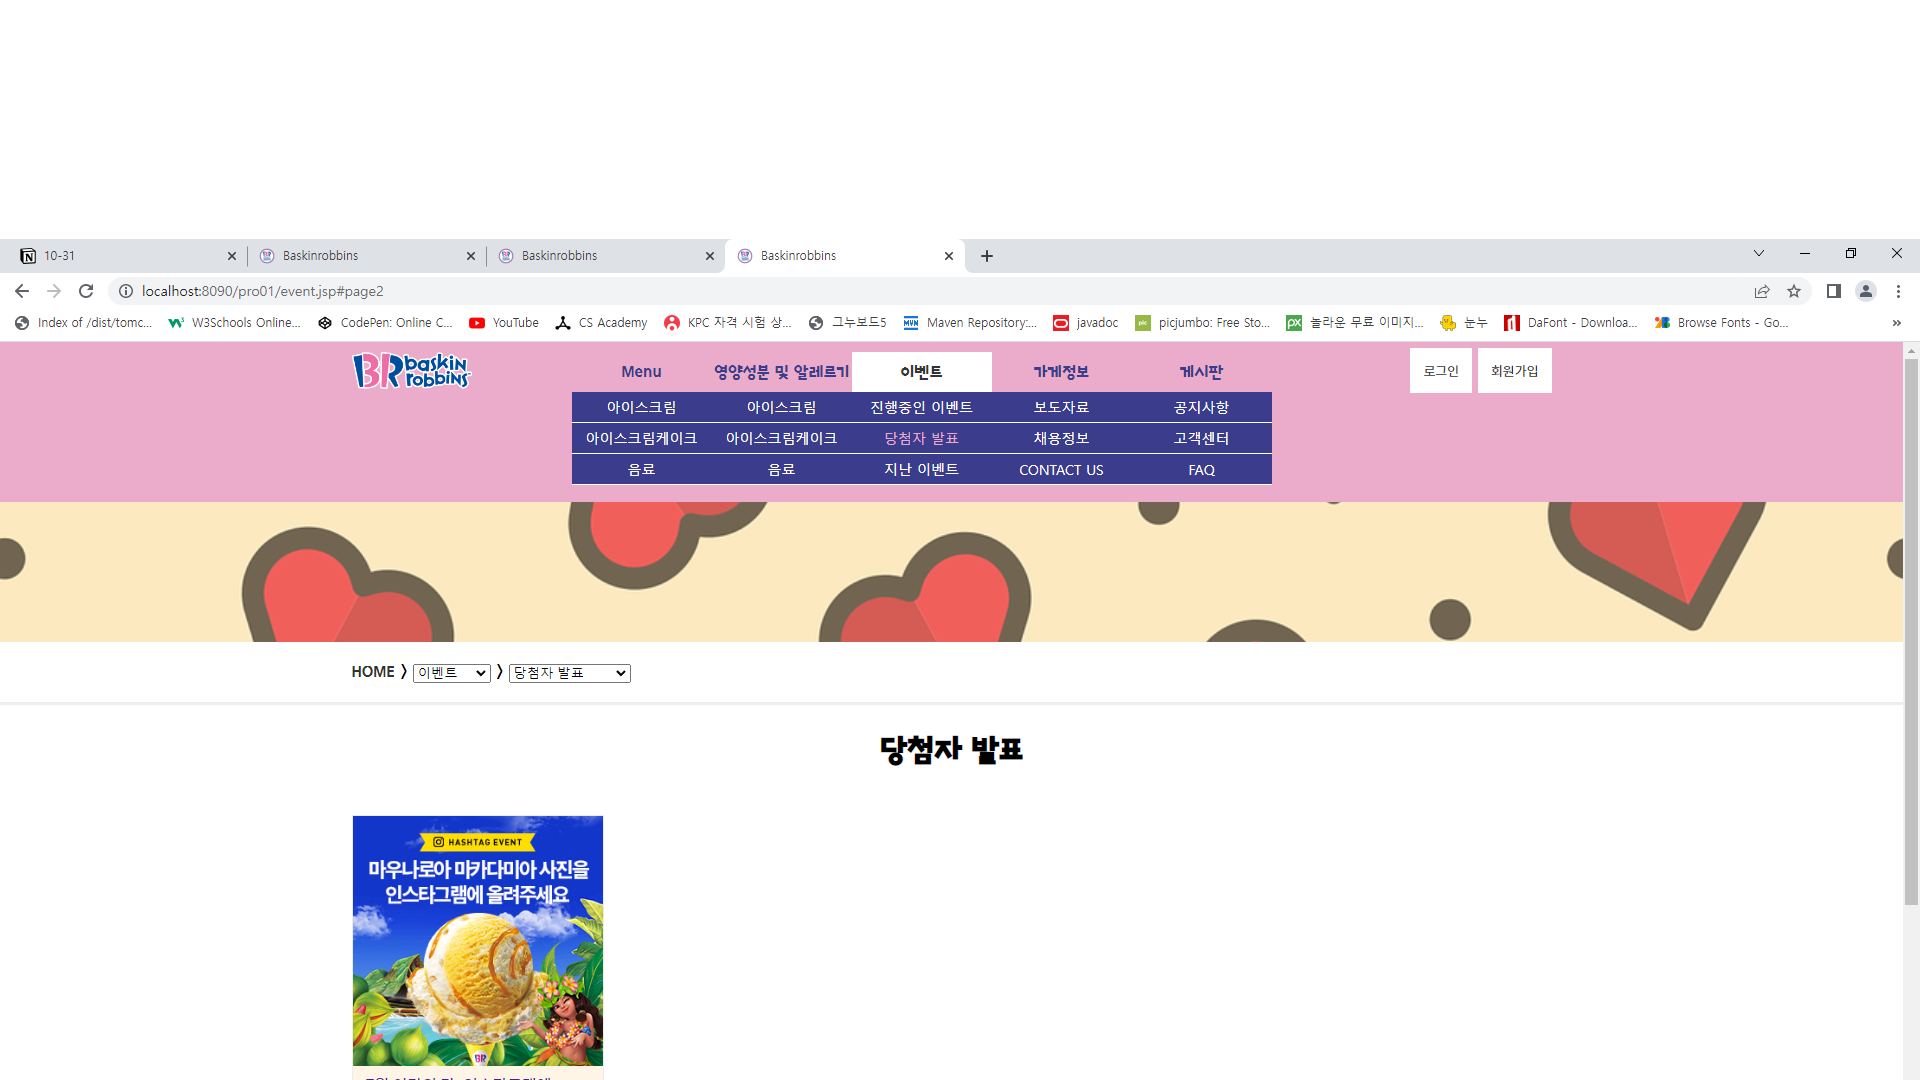 10-31
Baskinrobbins
Baskinrobbins
Baskinrobbins
localhost:8090/pro01/event.jsp#page2
Index of /dist/tomc...
W3Schools Online...
CodePen: Online C...
YouTube
CS Academy
KPC 자격 시험 상...
그누보드5
MVN
Maven Repository:...
javadoc
pic
picjumbo: Free Sto...
px
놀라운 무료 이미지...
눈누
DaFont - Downloa...
Browse Fonts - Go...
»
BR baskin robbins
Menu 영양성분 및 알레르기 이벤트 가게정보 게시판
로그인 회원가입
아이스크림 아이스크림 진행중인 이벤트 보도자료 공지사항
아이스크림케이크 아이스크림케이크 당첨자 발표 채용정보 고객센터
음료 음료 지난 이벤트 CONTACT US FAQ
HOME 〉 이벤트 〉 당첨자 발표
당첨자 발표
HASHTAG EVENT
마우나로아 마카다미아 사진을
인스타그램에 올려주세요
BR